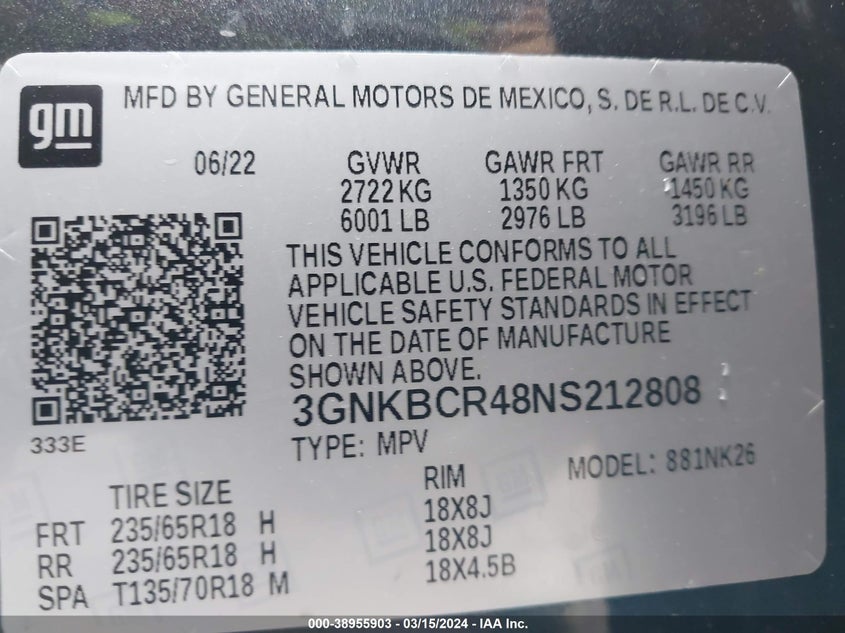 gm
MFD BY GENERAL MOTORS DE MEXICO, S. DE R.L. DE C.V.
06/22 GVWR GAWR FRT GAWR RR
2722 KG 1350 KG 1450 KG
6001 LB 2976 LB 3196 LB
THIS VEHICLE CONFORMS TO ALL
APPLICABLE U.S. FEDERAL MOTOR
VEHICLE SAFETY STANDARDS IN EFFECT
ON THE DATE OF MANUFACTURE
SHOWN ABOVE.
3GNKBCR48NS212808
333E
TYPE: MPV
MODEL: 881NK26
TIRE SIZE RIM
FRT 235/65R18 H 18X8J
RR 235/65R18 H 18X8J
SPA T135/70R18 M 18X4.5B
000-38955903 - 03/15/2024 - IAA Inc.